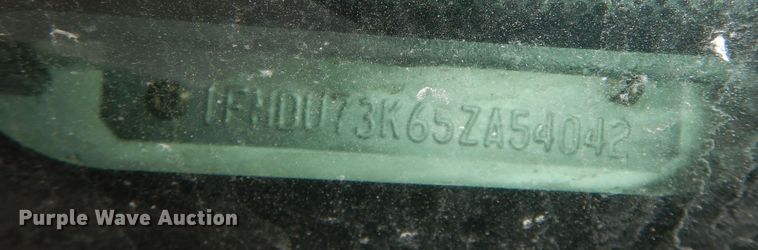 1FMDU73K65ZA54042
Purple Wave Auction